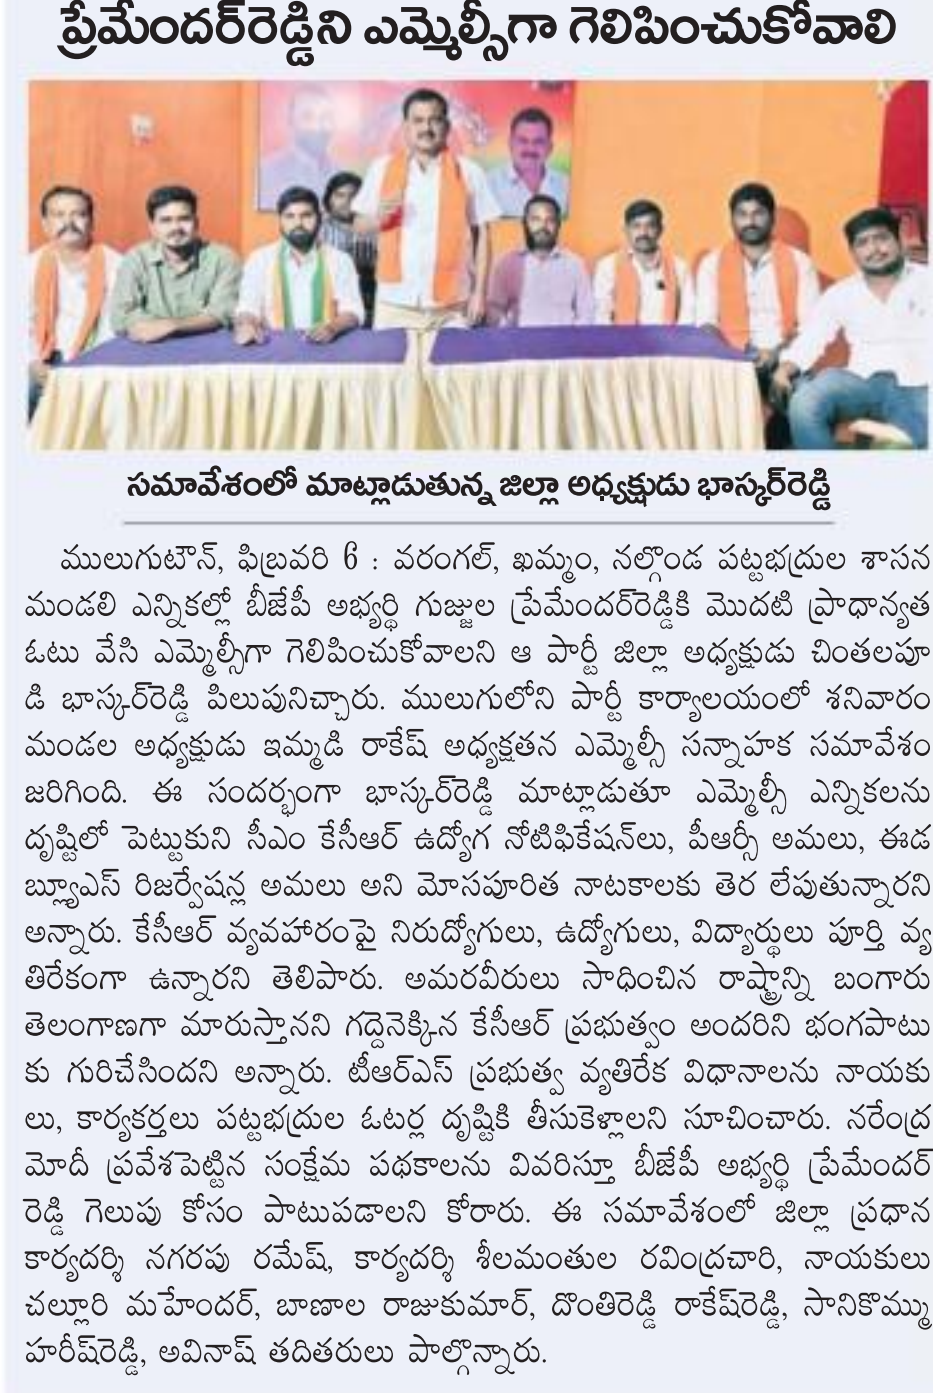 ప్రేమేందర్‌రెడ్డిని ఎమ్మెల్సీగా గెలిపించుకోవాలి
సమావేశంలో మాట్లాడుతున్న జిల్లా అధ్యక్షుడు భాస్కర్‌రెడ్డి
ములుగుటౌన్, ఫిబ్రవరి 6 : వరంగల్, ఖమ్మం, నల్గొండ పట్టభద్రుల శాసన
మండలి ఎన్నికల్లో బీజేపీ అభ్యర్థి గుజ్జుల ప్రేమేందర్‌రెడ్డికి మొదటి ప్రాధాన్యత
ఓటు వేసి ఎమ్మెల్సీగా గెలిపించుకోవాలని ఆ పార్టీ జిల్లా అధ్యక్షుడు చింతలపూ
డి భాస్కర్‌రెడ్డి పిలుపునిచ్చారు. ములుగులోని పార్టీ కార్యాలయంలో శనివారం
మండల అధ్యక్షుడు ఇమ్మడి రాకేష్ అధ్యక్షతన ఎమ్మెల్సీ సన్నాహక సమావేశం
జరిగింది. ఈ సందర్భంగా భాస్కర్‌రెడ్డి మాట్లాడుతూ ఎమ్మెల్సీ ఎన్నికలను
దృష్టిలో పెట్టుకుని సీఎం కేసీఆర్ ఉద్యోగ నోటిఫికేషన్‌లు, పీఆర్సీ అమలు, ఈడ
బ్ల్యూఎస్ రిజర్వేషన్ల అమలు అని మోసపూరిత నాటకాలకు తెర లేపుతున్నారని
అన్నారు. కేసీఆర్ వ్యవహారంపై నిరుద్యోగులు, ఉద్యోగులు, విద్యార్థులు పూర్తి వ్య
తిరేకంగా ఉన్నారని తెలిపారు. అమరవీరులు సాధించిన రాష్ట్రాన్ని బంగారు
తెలంగాణగా మారుస్తానని గద్దెనెక్కిన కేసీఆర్ ప్రభుత్వం అందరిని భంగపాటు
కు గురిచేసిందని అన్నారు. టీఆర్ఎస్ ప్రభుత్వ వ్యతిరేక విధానాలను నాయకు
లు, కార్యకర్తలు పట్టభద్రుల ఓటర్ల దృష్టికి తీసుకెళ్లాలని సూచించారు. నరేంద్ర
మోదీ ప్రవేశపెట్టిన సంక్షేమ పథకాలను వివరిస్తూ బీజేపీ అభ్యర్థి ప్రేమేందర్
రెడ్డి గెలుపు కోసం పాటుపడాలని కోరారు. ఈ సమావేశంలో జిల్లా ప్రధాన
కార్యదర్శి నగరపు రమేష్, కార్యదర్శి శీలమంతుల రవీంద్రచారి, నాయకులు
చల్లూరి మహేందర్, బాణాల రాజుకుమార్, దొంతిరెడ్డి రాకేష్‌రెడ్డి, సానికొమ్ము
హరీష్‌రెడ్డి, అవినాష్ తదితరులు పాల్గొన్నారు.